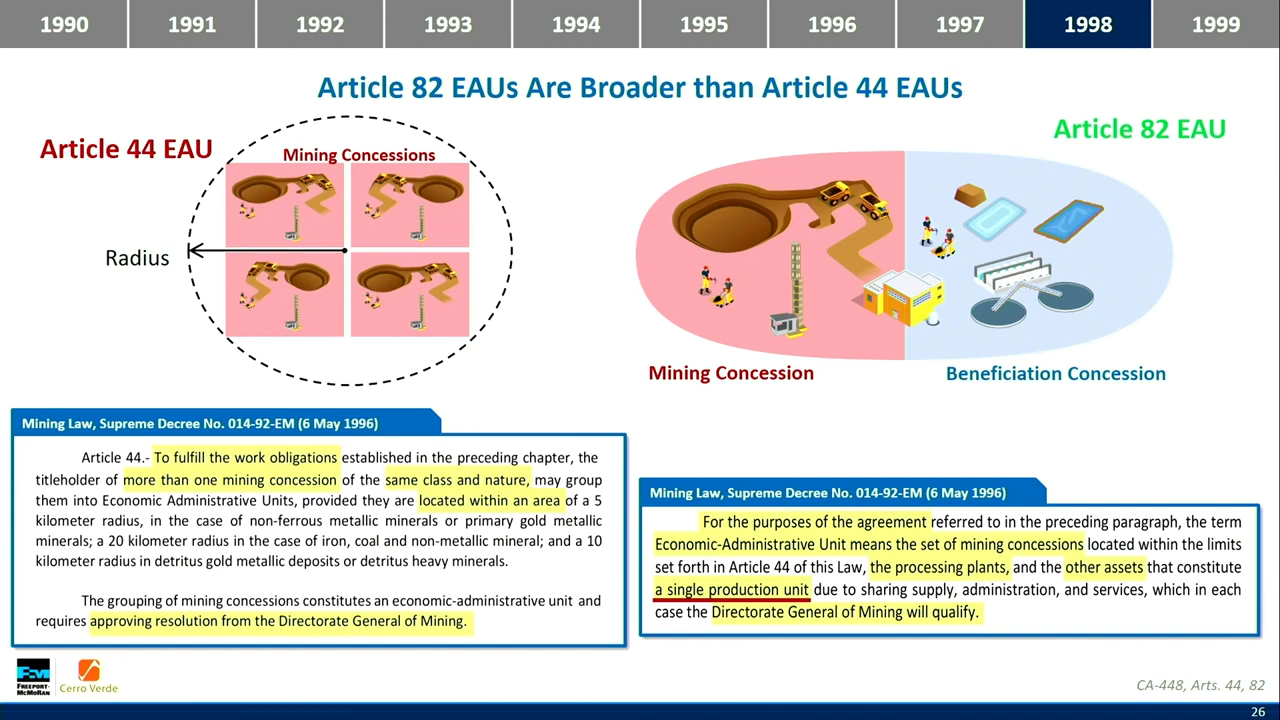 1990 1991 1992 1993 1994 1995 1996 1997 1998 1999
Article 82 EAUs Are Broader than Article 44 EAUs
Article 44 EAU
Mining Concessions
Radius
Article 82 EAU
Mining Concession
Beneficiation Concession
Mining Law, Supreme Decree No. 014-92-EM (6 May 1996)
Article 44.- To fulfill the work obligations established in the preceding chapter, the
titleholder of more than one mining concession of the same class and nature, may group
them into Economic Administrative Units, provided they are located within an area of a 5
kilometer radius, in the case of non-ferrous metallic minerals or primary gold metallic
minerals; a 20 kilometer radius in the case of iron, coal and non-metallic mineral; and a 10
kilometer radius in detritus gold metallic deposits or detritus heavy minerals.
The grouping of mining concessions constitutes an economic-administrative unit and
requires approving resolution from the Directorate General of Mining.
Mining Law, Supreme Decree No. 014-92-EM (6 May 1996)
For the purposes of the agreement referred to in the preceding paragraph, the term
Economic-Administrative Unit means the set of mining concessions located within the limits
set forth in Article 44 of this Law, the processing plants, and the other assets that constitute
a single production unit due to sharing supply, administration, and services, which in each
case the Directorate General of Mining will qualify.
FREEPORT-
McMoRAN
Cerro Verde
CA-448, Arts. 44, 82
26